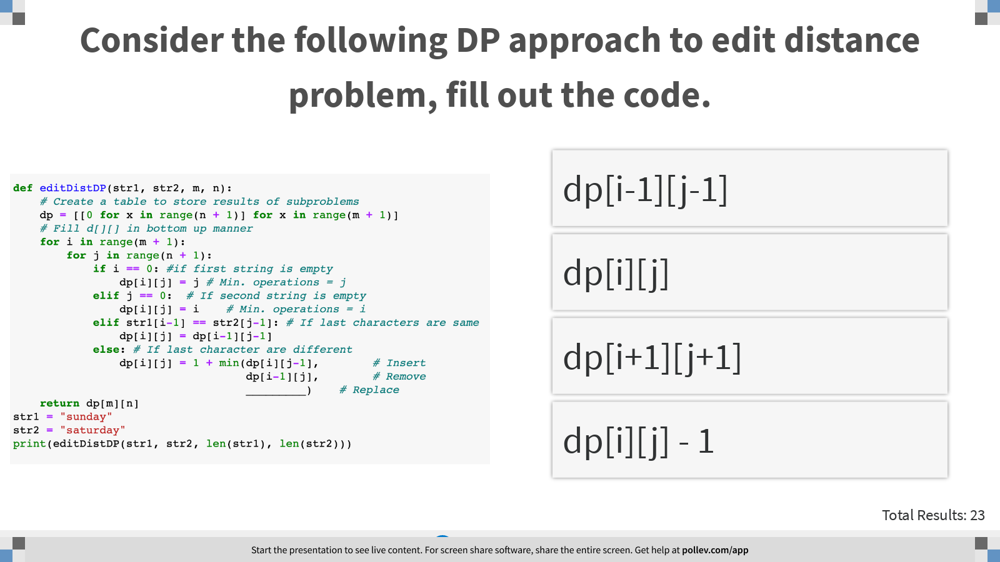 Consider the following DP approach to edit distance
problem, fill out the code.
def editDistDP(str1, str2, m, n):
    # Create a table to store results of subproblems
    dp = [[0 for x in range(n + 1)] for x in range(m + 1)]
    # Fill d[][] in bottom up manner
    for i in range(m + 1):
        for j in range(n + 1):
            if i == 0: #if first string is empty
                dp[i][j] = j # Min. operations = j
            elif j == 0:  # If second string is empty
                dp[i][j] = i    # Min. operations = i
            elif str1[i-1] == str2[j-1]: # If last characters are same
                dp[i][j] = dp[i-1][j-1]
            else: # If last character are different
                dp[i][j] = 1 + min(dp[i][j-1],        # Insert
                                   dp[i-1][j],        # Remove
                                   _________)    # Replace
    return dp[m][n]
str1 = "sunday"
str2 = "saturday"
print(editDistDP(str1, str2, len(str1), len(str2)))
dp[i-1][j-1]
dp[i][j]
dp[i+1][j+1]
dp[i][j] - 1
Total Results: 23
Start the presentation to see live content. For screen share software, share the entire screen. Get help at pollev.com/app